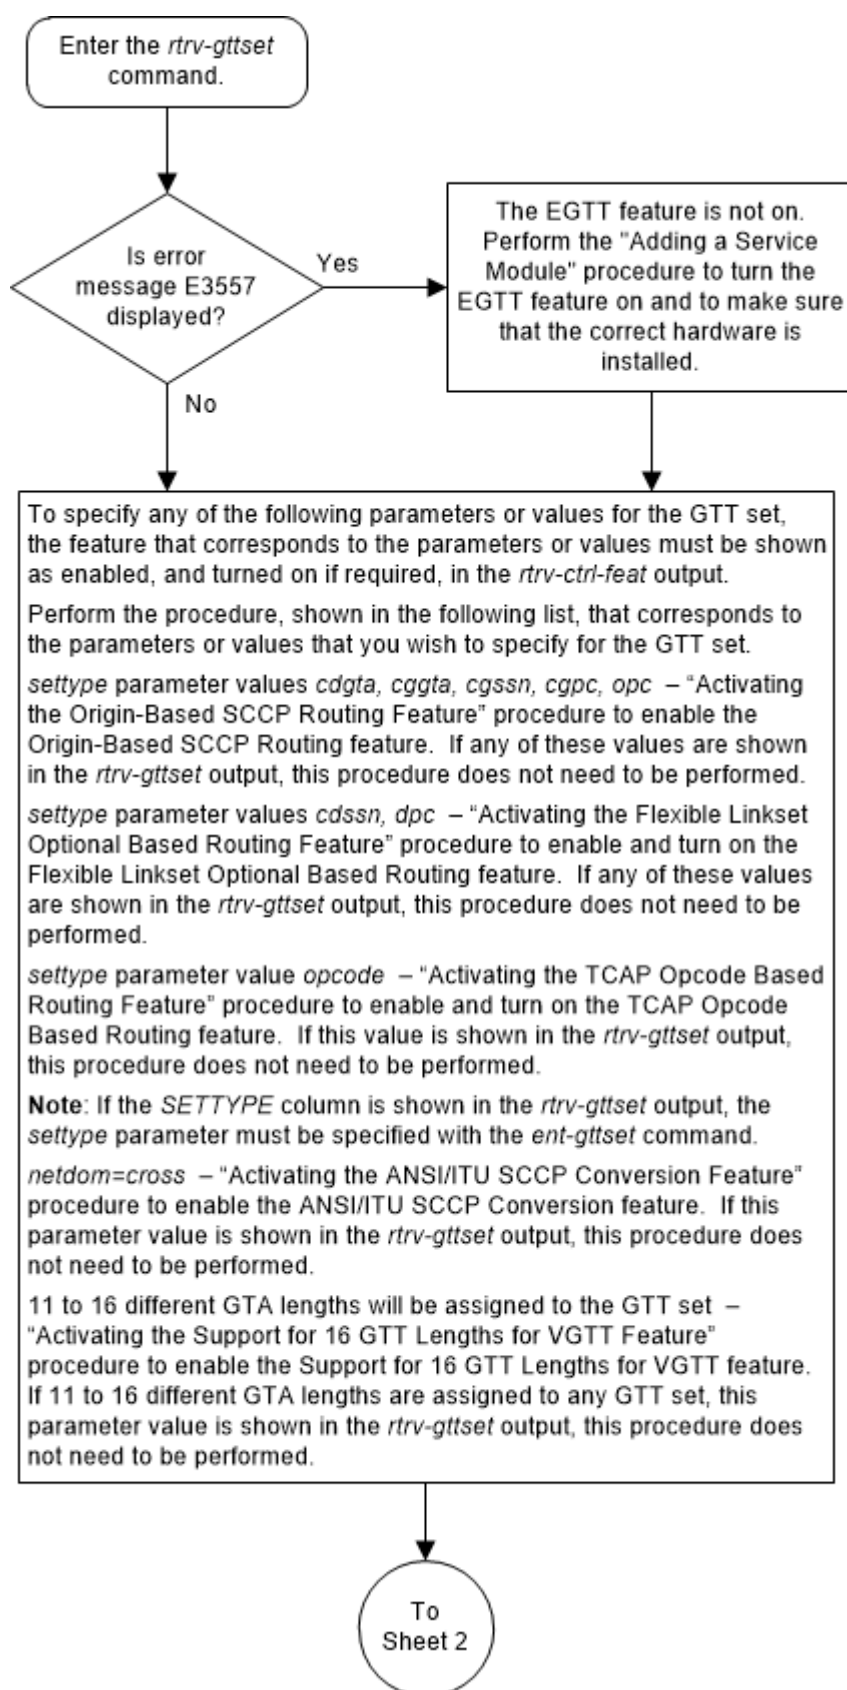 Enter the rtrv-gttset
command.
Is error
message E3557
displayed?
Yes
The EGTT feature is not on.
Perform the "Adding a Service
Module" procedure to turn the
EGTT feature on and to make sure
that the correct hardware is
installed.
No
To specify any of the following parameters or values for the GTT set,
the feature that corresponds to the parameters or values must be shown
as enabled, and turned on if required, in the rtrv-ctrl-feat output.
Perform the procedure, shown in the following list, that corresponds to
the parameters or values that you wish to specify for the GTT set.
settype parameter values cdgta, cggta, cgssn, cgpc, opc – “Activating
the Origin-Based SCCP Routing Feature” procedure to enable the
Origin-Based SCCP Routing feature. If any of these values are shown
in the rtrv-gttset output, this procedure does not need to be performed.
settype parameter values cdssn, dpc – “Activating the Flexible Linkset
Optional Based Routing Feature” procedure to enable and turn on the
Flexible Linkset Optional Based Routing feature. If any of these values
are shown in the rtrv-gttset output, this procedure does not need to be
performed.
settype parameter value opcode – “Activating the TCAP Opcode Based
Routing Feature” procedure to enable and turn on the TCAP Opcode
Based Routing feature. If this value is shown in the rtrv-gttset output,
this procedure does not need to be performed.
Note: If the SETTYPE column is shown in the rtrv-gttset output, the
settype parameter must be specified with the ent-gttset command.
netdom=cross – “Activating the ANSI/ITU SCCP Conversion Feature”
procedure to enable the ANSI/ITU SCCP Conversion feature. If this
parameter value is shown in the rtrv-gttset output, this procedure does
not need to be performed.
11 to 16 different GTA lengths will be assigned to the GTT set –
“Activating the Support for 16 GTT Lengths for VGTT Feature”
procedure to enable the Support for 16 GTT Lengths for VGTT feature.
If 11 to 16 different GTA lengths are assigned to any GTT set, this
parameter value is shown in the rtrv-gttset output, this procedure does
not need to be performed.
To
Sheet 2